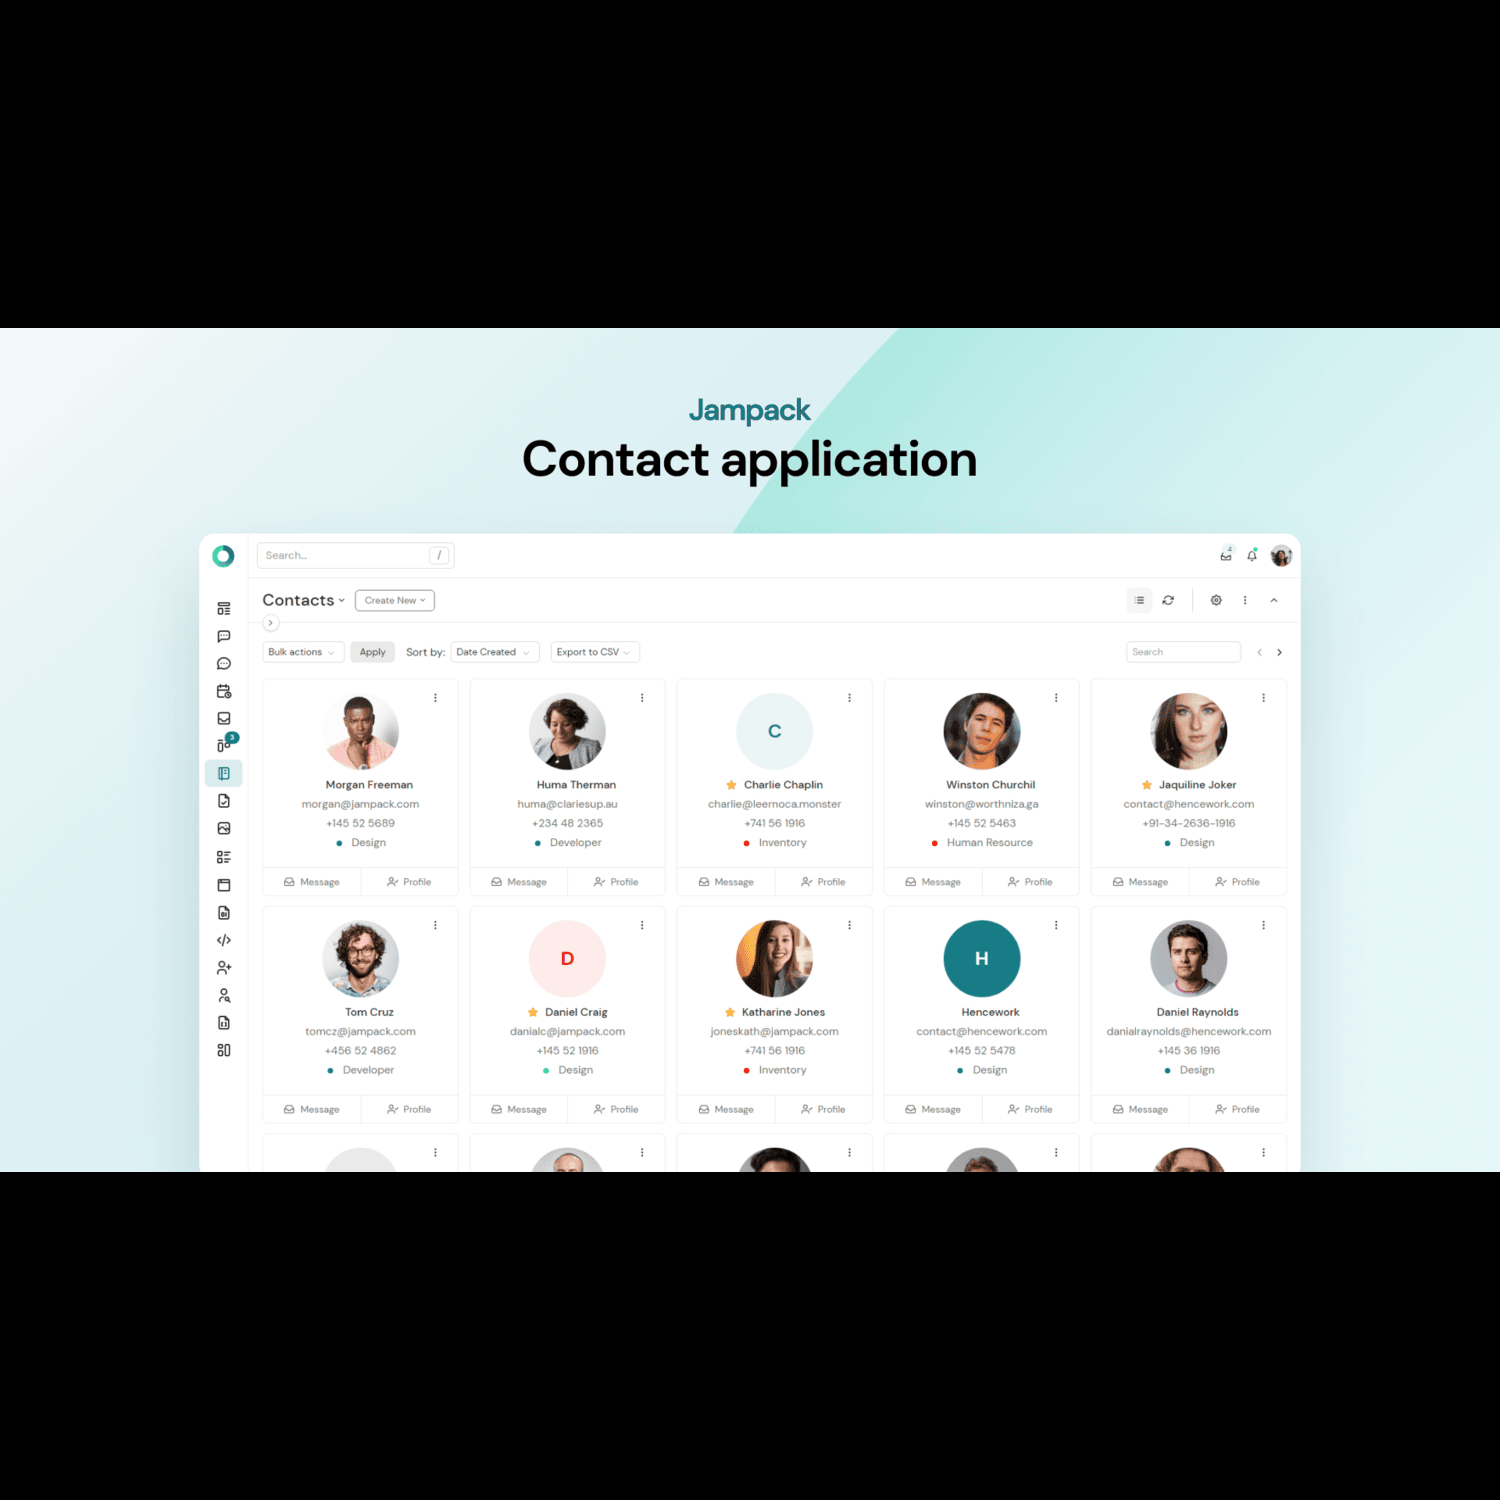 Jampack
Contact application
Search...
/
4
Contacts
Create New
Bulk actions
Apply
Sort by:
Date Created
Export to CSV
Search
3
C
Morgan Freeman
Huma Therman
Charlie Chaplin
Winston Churchil
Jaquiline Joker
morgan@jampack.com
huma@clariesup.au
charlie@leernoca.monster
winston@worthniza.ga
contact@hencework.com
+145 52 5689
+234 48 2365
+741 56 1916
+145 52 5463
+91-34-2636-1916
Design
Developer
Inventory
Human Resource
Design
Message
Profile
Message
Profile
Message
Profile
Message
Profile
Message
Profile
D
H
Tom Cruz
Daniel Craig
Katharine Jones
Hencework
Daniel Raynolds
tomcz@jampack.com
danialc@jampack.com
joneskath@jampack.com
contact@hencework.com
danialraynolds@hencework.com
+456 52 4862
+145 52 1916
+741 56 1916
+145 52 5478
+145 36 1916
Developer
Design
Inventory
Design
Design
Message
Profile
Message
Profile
Message
Profile
Message
Profile
Message
Profile